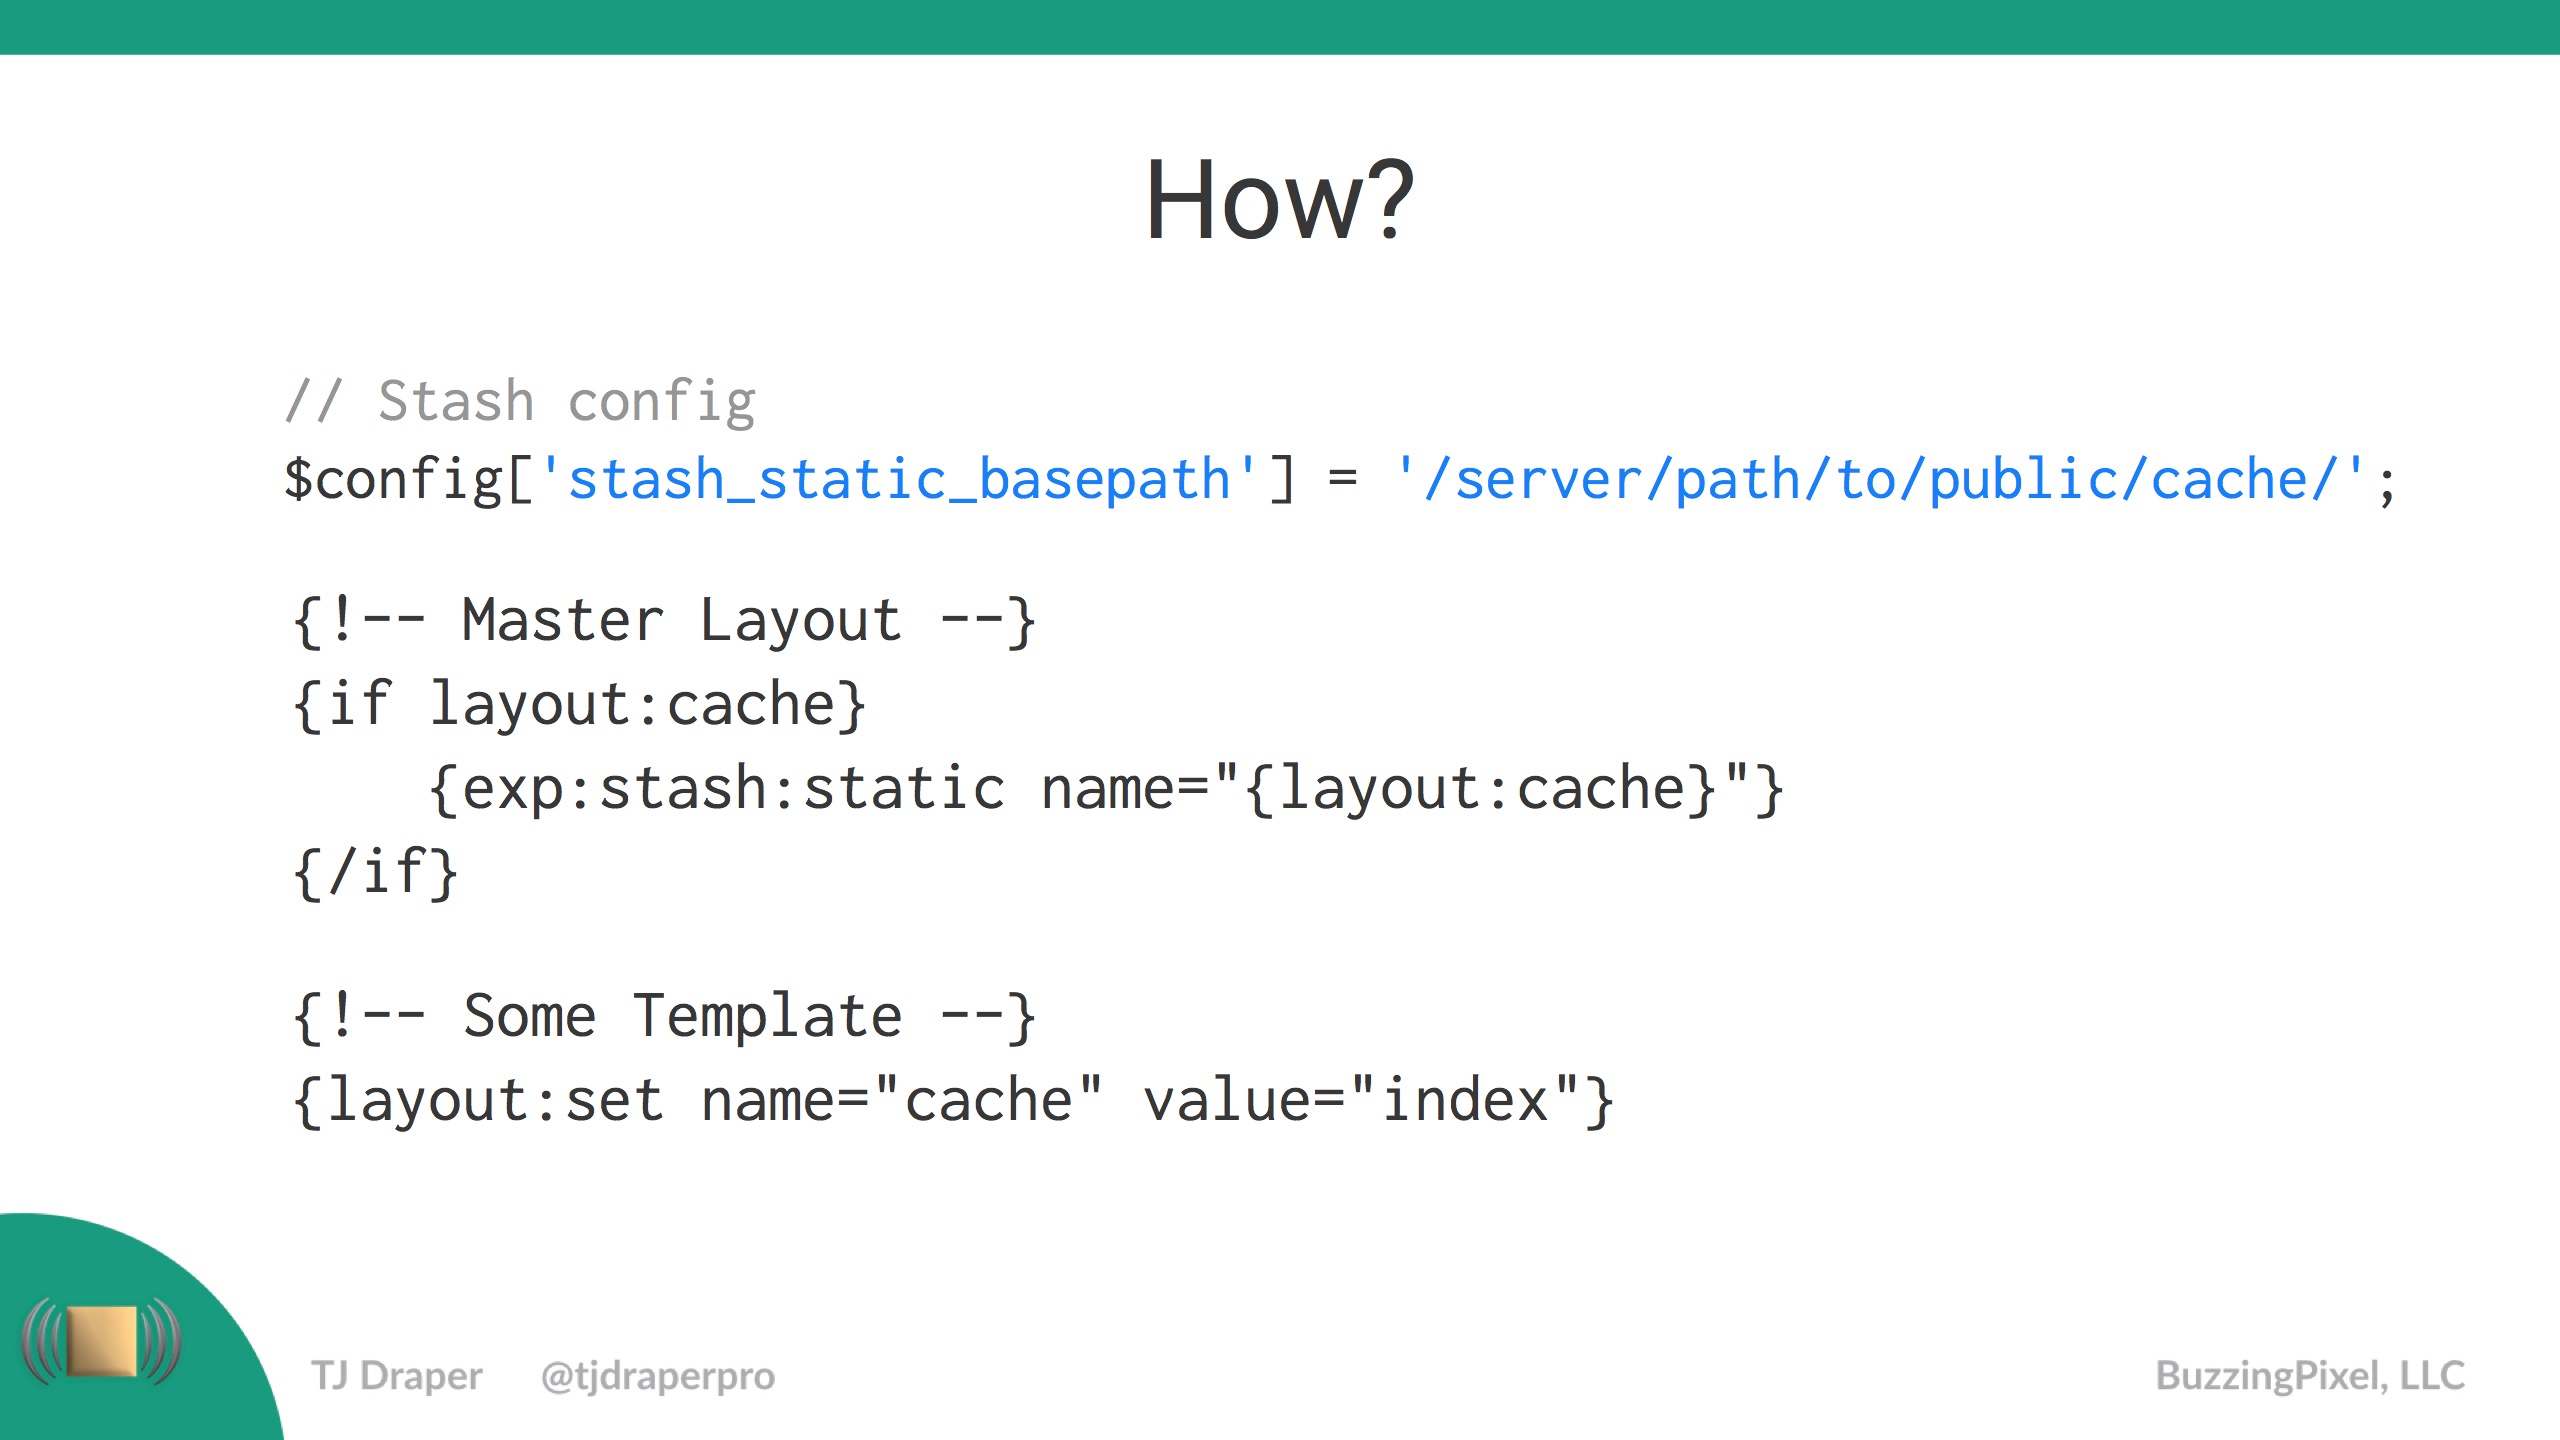 How?
// Stash config
$config['stash_static_basepath'] = '/server/path/to/public/cache/';
{!-- Master Layout --}
{if layout:cache}
    {exp:stash:static name="{layout:cache}"}
{/if}
{!-- Some Template --}
{layout:set name="cache" value="index"}
TJ Draper @tjdraperpro BuzzingPixel, LLC